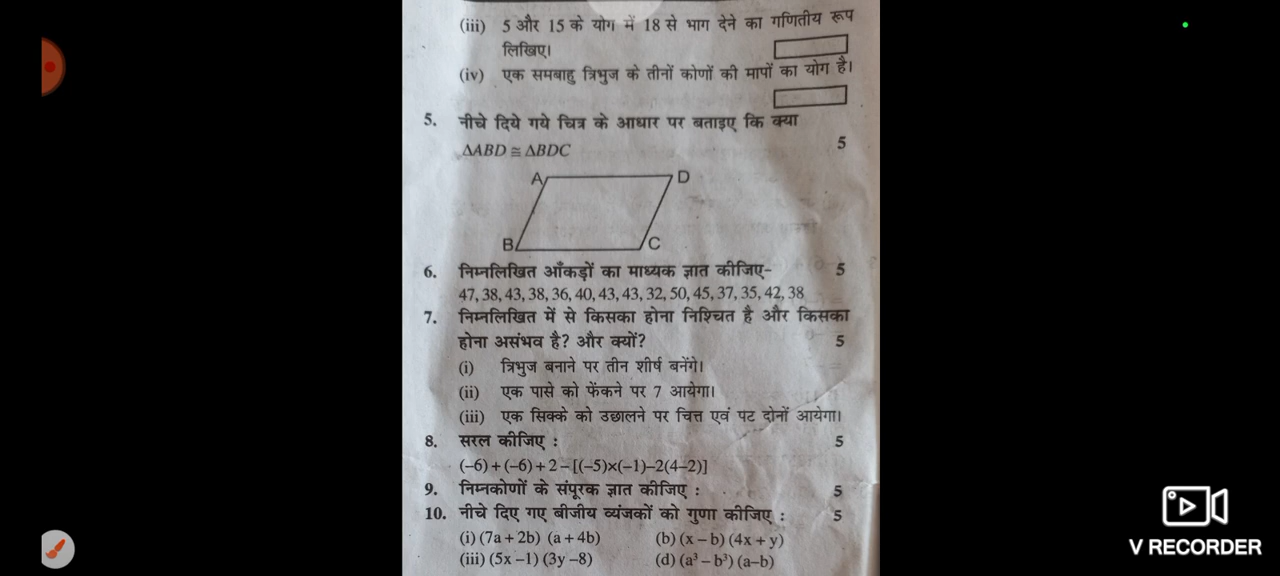 (iii) 5 और 15 के योग में 18 से भाग देने का गणितीय रूप
लिखिए।
(iv) एक समबाहु त्रिभुज के तीनों कोणों की मापों का योग है।
5. नीचे दिये गये चित्र के आधार पर बताइए कि क्या
ΔABD ≅ ΔBDC 5
A D
B C
6. निम्नलिखित आँकड़ों का माध्यक ज्ञात कीजिए- 5
47, 38, 43, 38, 36, 40, 43, 43, 32, 50, 45, 37, 35, 42, 38
7. निम्नलिखित में से किसका होना निश्चित है और किसका
होना असंभव है? और क्यों? 5
(i) त्रिभुज बनाने पर तीन शीर्ष बनेंगे।
(ii) एक पासे को फेंकने पर 7 आयेगा।
(iii) एक सिक्के को उछालने पर चित्त एवं पट दोनों आयेगा।
8. सरल कीजिए : 5
(–6) + (–6) + 2 – [(–5)×(–1)–2(4–2)]
9. निम्नकोणों के संपूरक ज्ञात कीजिए : 5
10. नीचे दिए गए बीजीय व्यंजकों को गुणा कीजिए : 5
(i) (7a + 2b) (a + 4b) (b) (x – b) (4x + y)
(iii) (5x –1) (3y –8) (d) (a³ – b³) (a–b)
V RECORDER